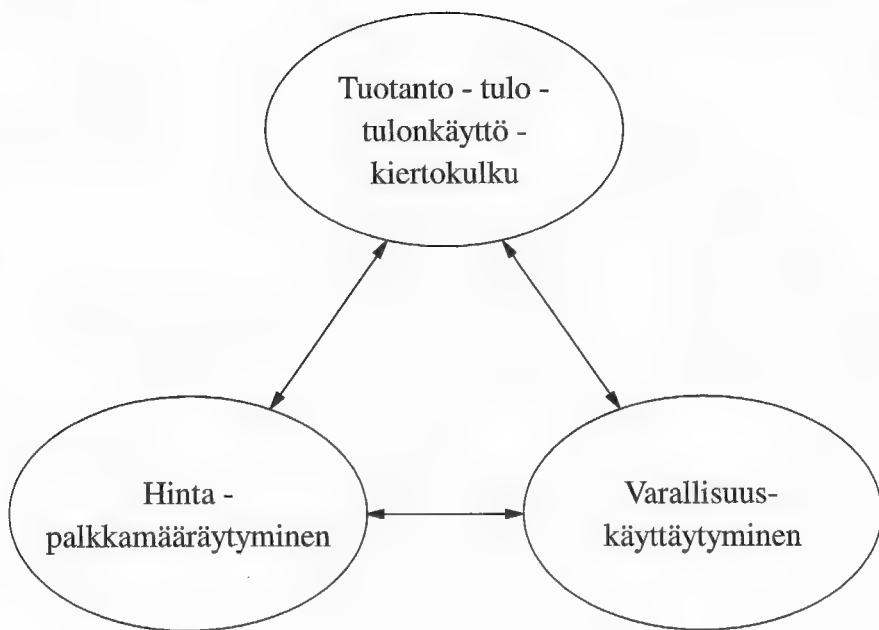 Tuotanto - tulo -
tulonkäyttö -
kiertokulku
Hinta -
palkkamääräytyminen
Varallisuus-
käyttäytyminen